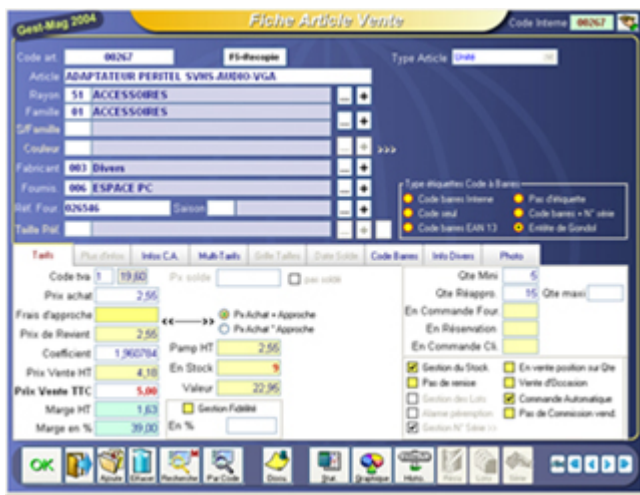 Gest-Mag 2004
Fiche Article Vente
Code Interne 00267
Code art. 00267 F5-Recopie Type Article Unité
Article ADAPTATEUR PERITEL SVHS-AUDIO-VGA
Rayon 51 ACCESSOIRES ... +
Famille 01 ACCESSOIRES ... +
S/Famille
Couleur ... + >>>
Fabricant 003 Divers ... +
Fournis. 006 ESPACE PC ... +
Réf. Four. 026546 Saison ... +
Taille Réf. ... +
Type étiquettes Code à Barres
Code barres Interne Pas d'étiquette
Code seul Code barres + N° série
Code barres EAN 13 Entête de Gondol
Tarifs Plus d'infos Infos C.A. Multi-Tarifs Grille Tailles Date Solde Code Barres Info Divers Photo
Code tva 1 19,60 Px solde pas soldé Qte Mini 5
Prix achat 2,55 Qte Réappro. 15 Qte maxi
Frais d'approche <<----->> Px Achat + Approche En Commande Four.
Px Achat * Approche En Réservation
Prix de Revient 2,55 Pamp HT 2,55 En Commande Cli.
Coefficient 1,960784
Prix Vente HT 4,18 En Stock 9
Prix Vente TTC 5,00 Valeur 22,95
Marge HT 1,63 Gestion Fidélité
Marge en % 39,00 En %
Gestion du Stock. En vente position sur Qte
Pas de remise Vente d'Occasion
Gestion des Lots Commande Automatique
Alarme péremption Pas de Commission vend.
Gestion N° Série >>
OK Ajoute Effacer Recherche Par Code Docu. Stat. Graphique Histo. Lots Série